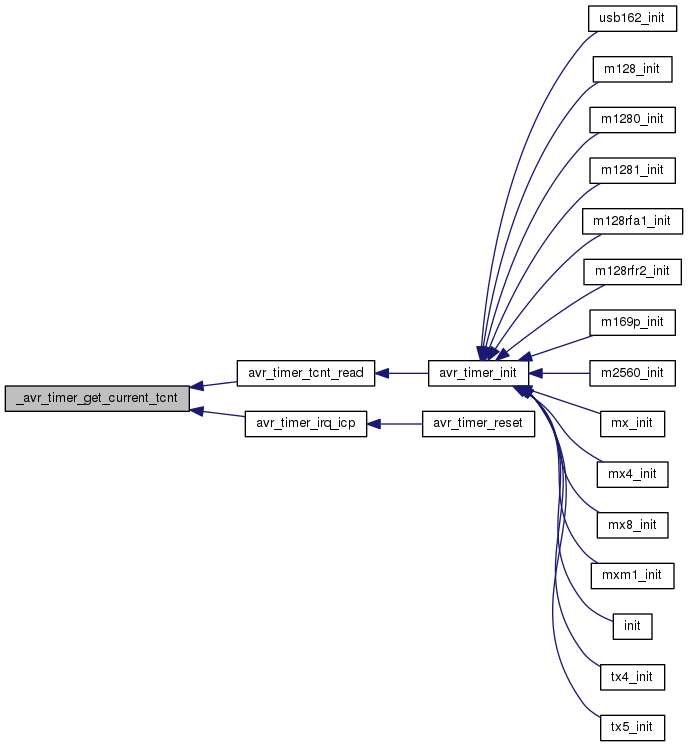 usb162_init
m128_init
m1280_init
m1281_init
m128rfa1_init
m128rfr2_init
m169p_init
avr_timer_tcnt_read
avr_timer_init
m2560_init
_avr_timer_get_current_tcnt
avr_timer_irq_icp
avr_timer_reset
mx_init
mx4_init
mx8_init
mxm1_init
init
tx4_init
tx5_init